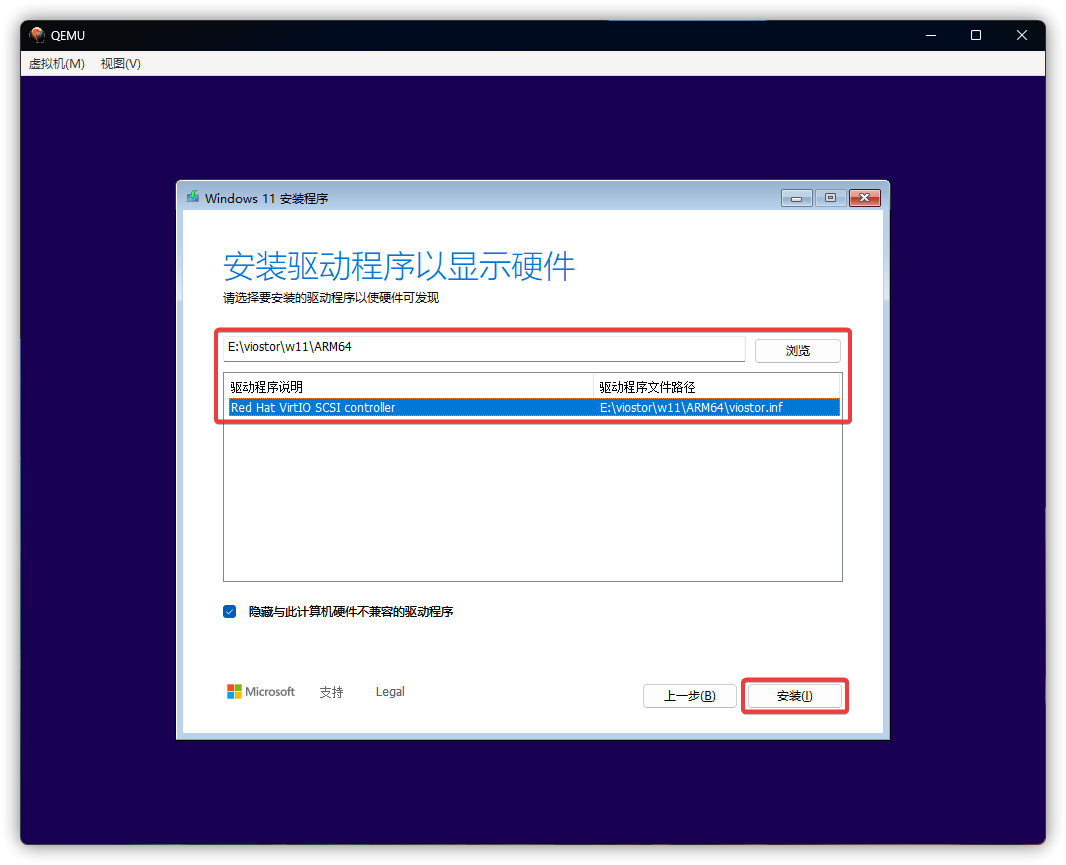 QEMU
虚拟机(M) 视图(V)
Windows 11 安装程序
安装驱动程序以显示硬件
请选择要安装的驱动程序以使硬件可发现
E:\viostor\w11\ARM64 浏览
驱动程序说明 驱动程序文件路径
Red Hat VirtIO SCSI controller E:\viostor\w11\ARM64\viostor.inf
隐藏与此计算机硬件不兼容的驱动程序
Microsoft 支持 Legal 上一步(B) 安装(I)